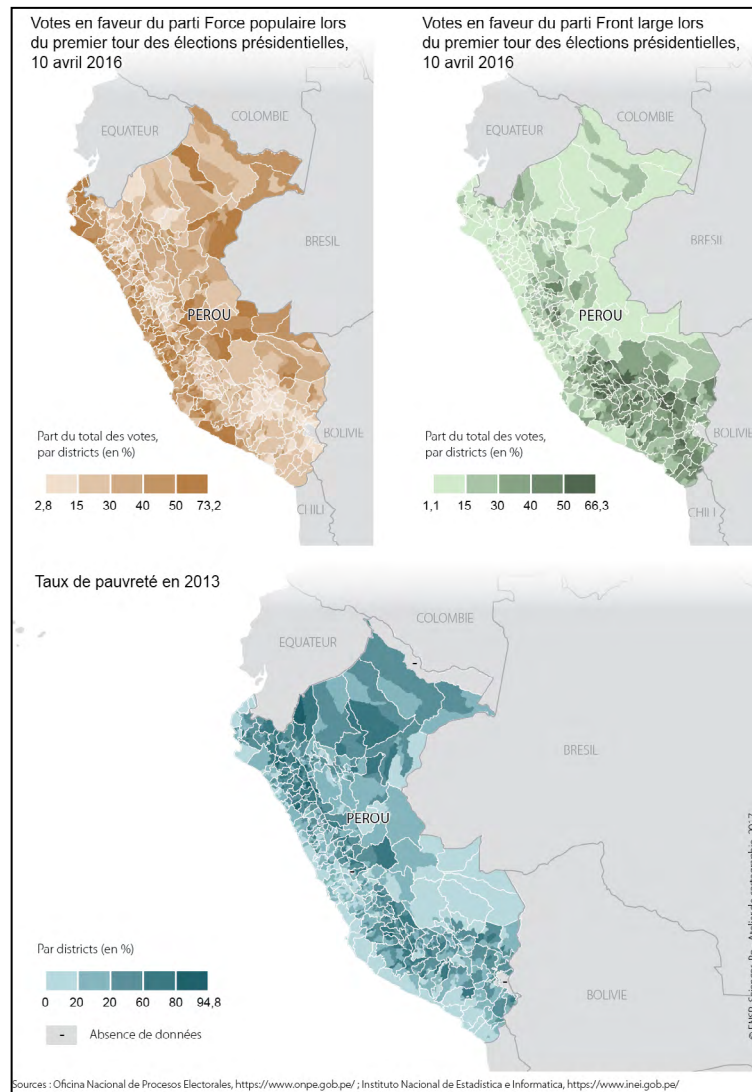 Votes en faveur du parti Force populaire lors
du premier tour des élections présidentielles,
10 avril 2016
COLOMBIE
EQUATEUR
BRESIL
PEROU
BOLIVIE
CHILI
Part du total des votes,
par districts (en %)
2,8 15 30 40 50 73,2
Votes en faveur du parti Front large lors
du premier tour des élections présidentielles,
10 avril 2016
COLOMBIE
EQUATEUR
BRESIL
PEROU
BOLIVIE
CHILI
Part du total des votes,
par districts (en %)
1,1 15 30 40 50 66,3
Taux de pauvreté en 2013
COLOMBIE
EQUATEUR
-
BRESIL
PEROU
-
-
BOLIVIE
Par districts (en %)
0 20 60 80 94,8
- Absence de données
Sources : Oficina Nacional de Procesos Electorales, https://www.onpe.gob.pe/ ; Instituto Nacional de Estadistica e Informatica, https://www.inei.gob.pe/